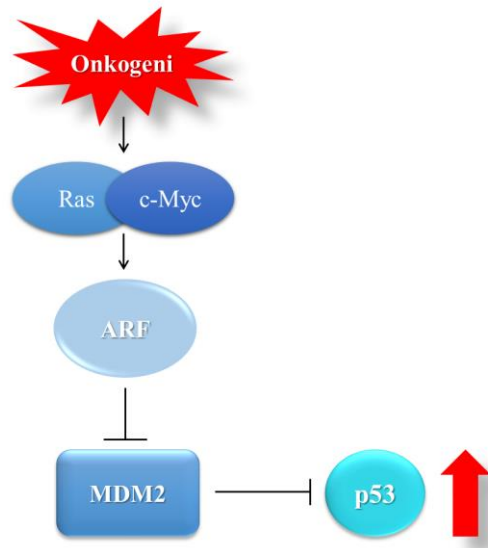 Onkogeni
Ras
c-Myc
ARF
MDM2
p53